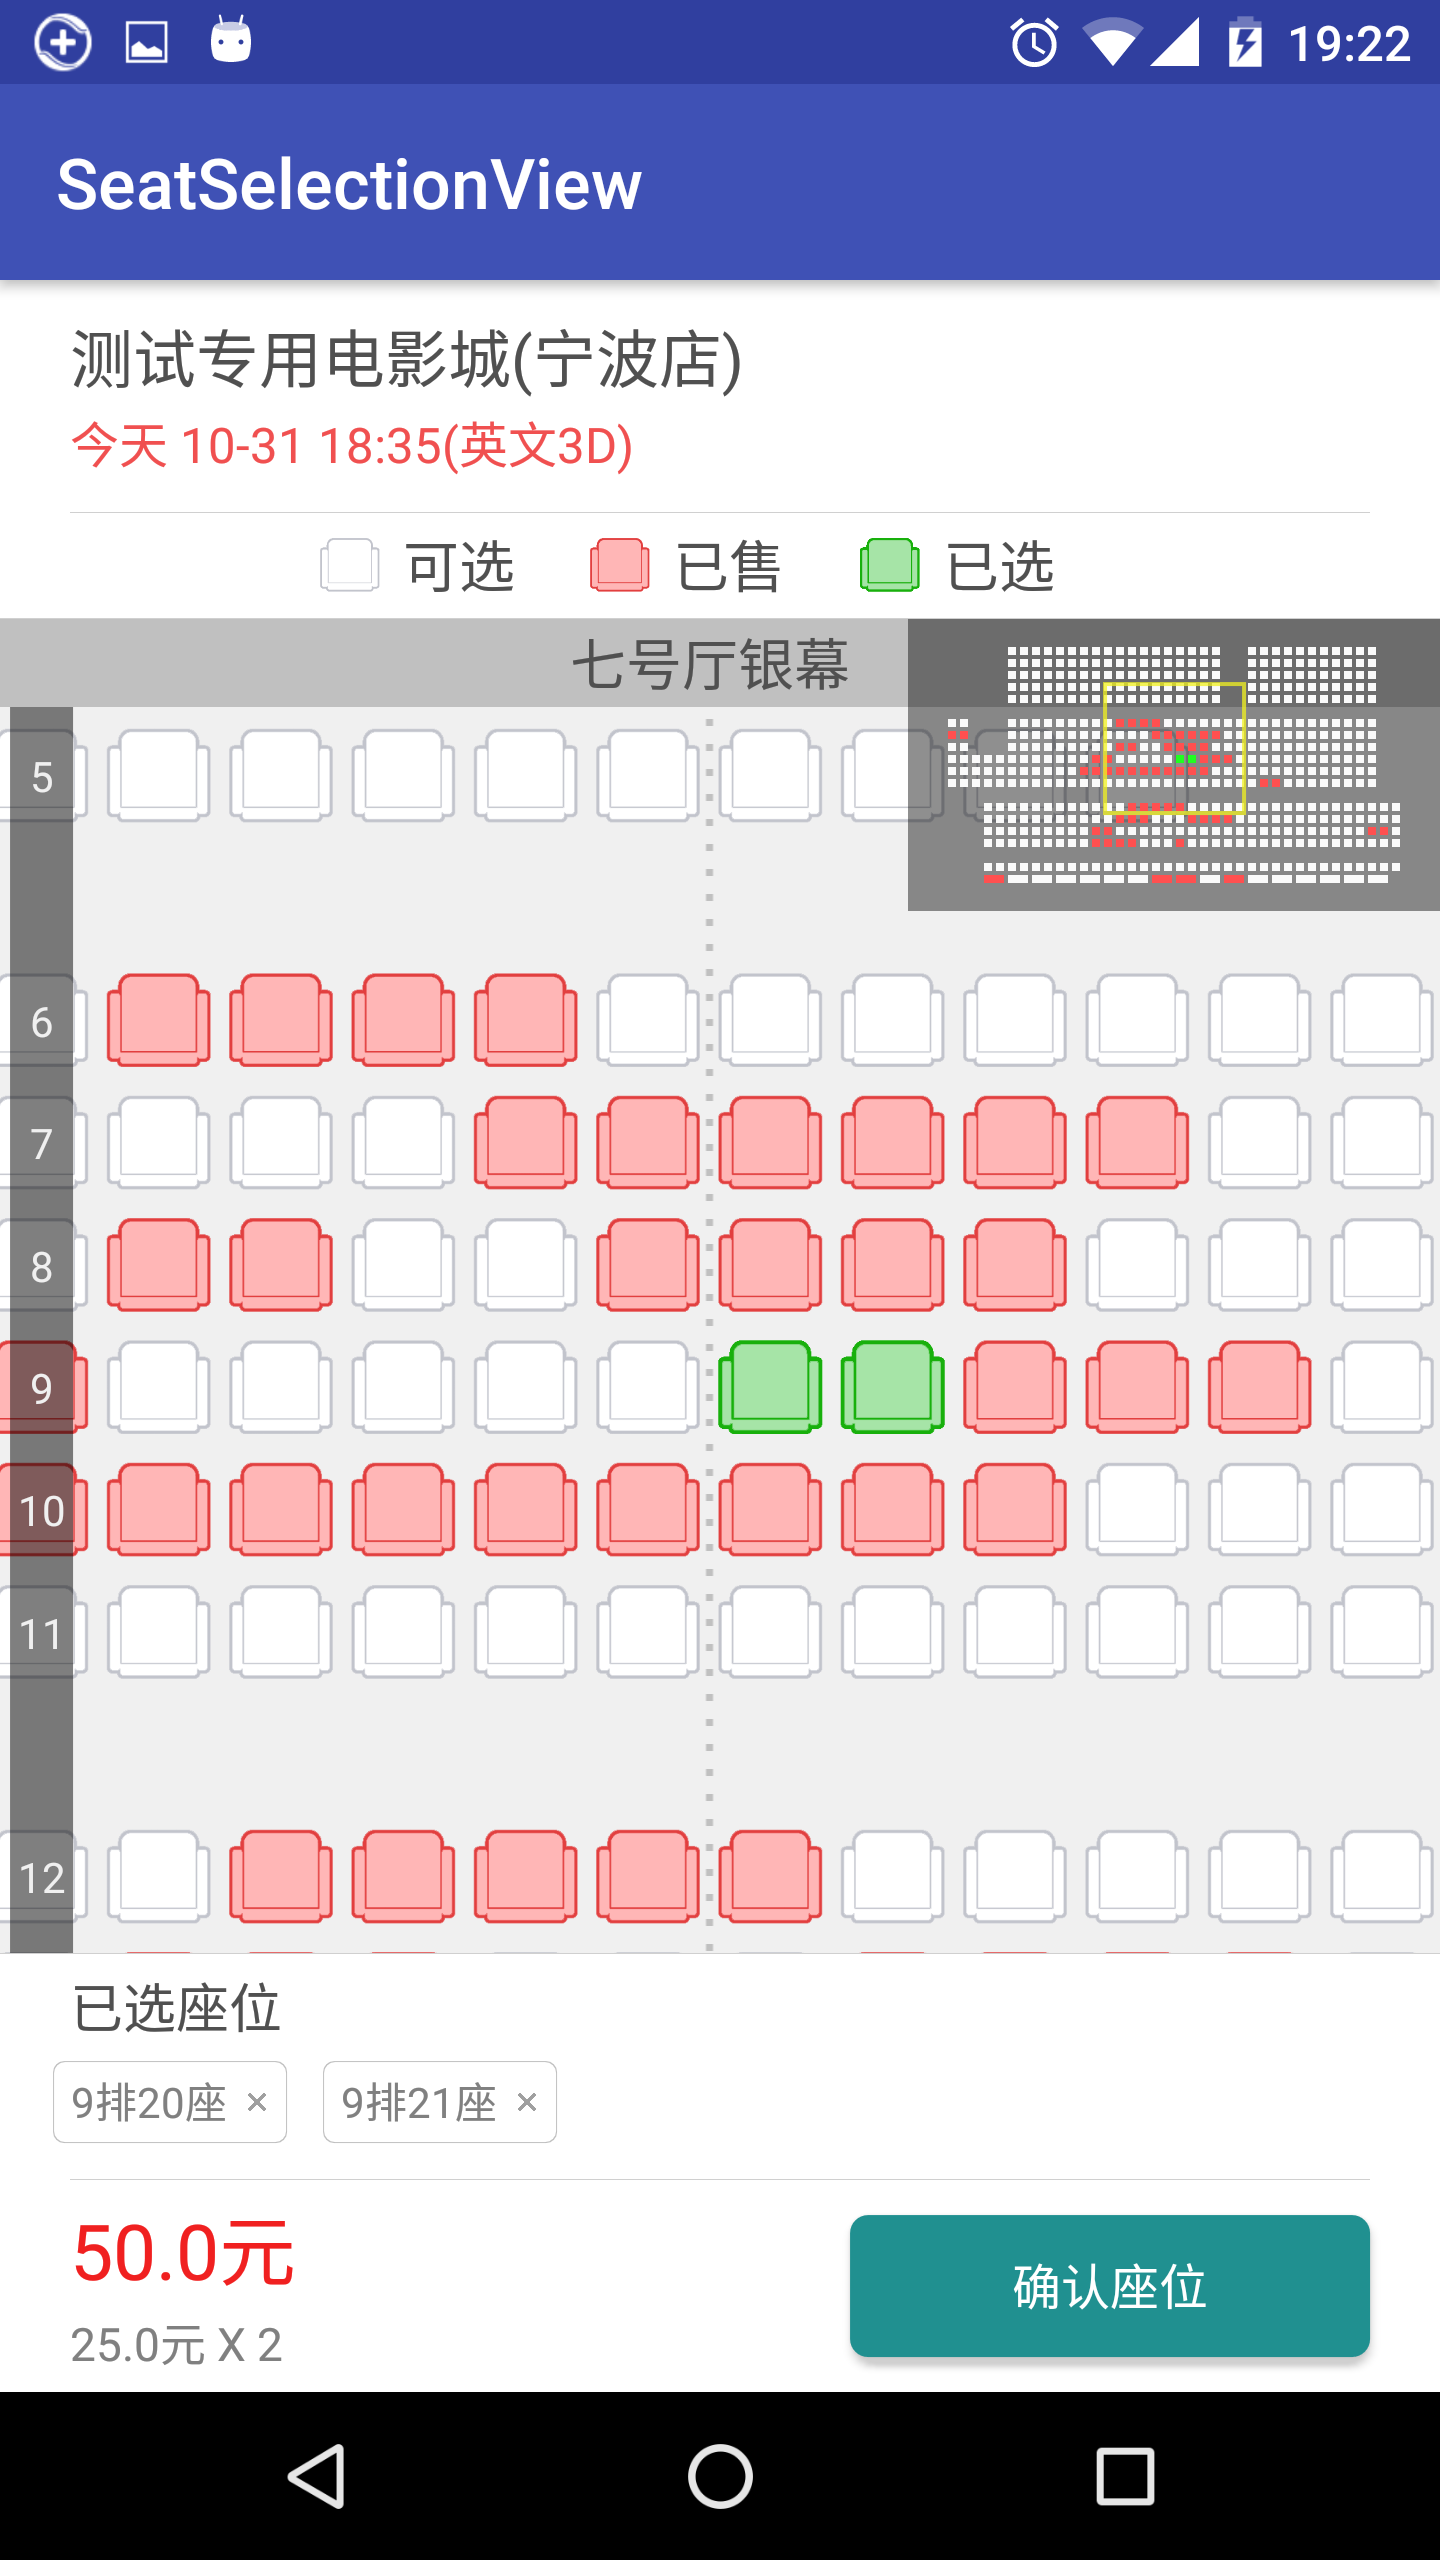 19:22
SeatSelectionView
测试专用电影城(宁波店)
今天 10-31 18:35(英文3D)
可选 已售 已选
七号厅银幕
5
6
7
8
9
10
11
12
已选座位
9排20座 × 9排21座 ×
50.0元
25.0元 X 2
确认座位